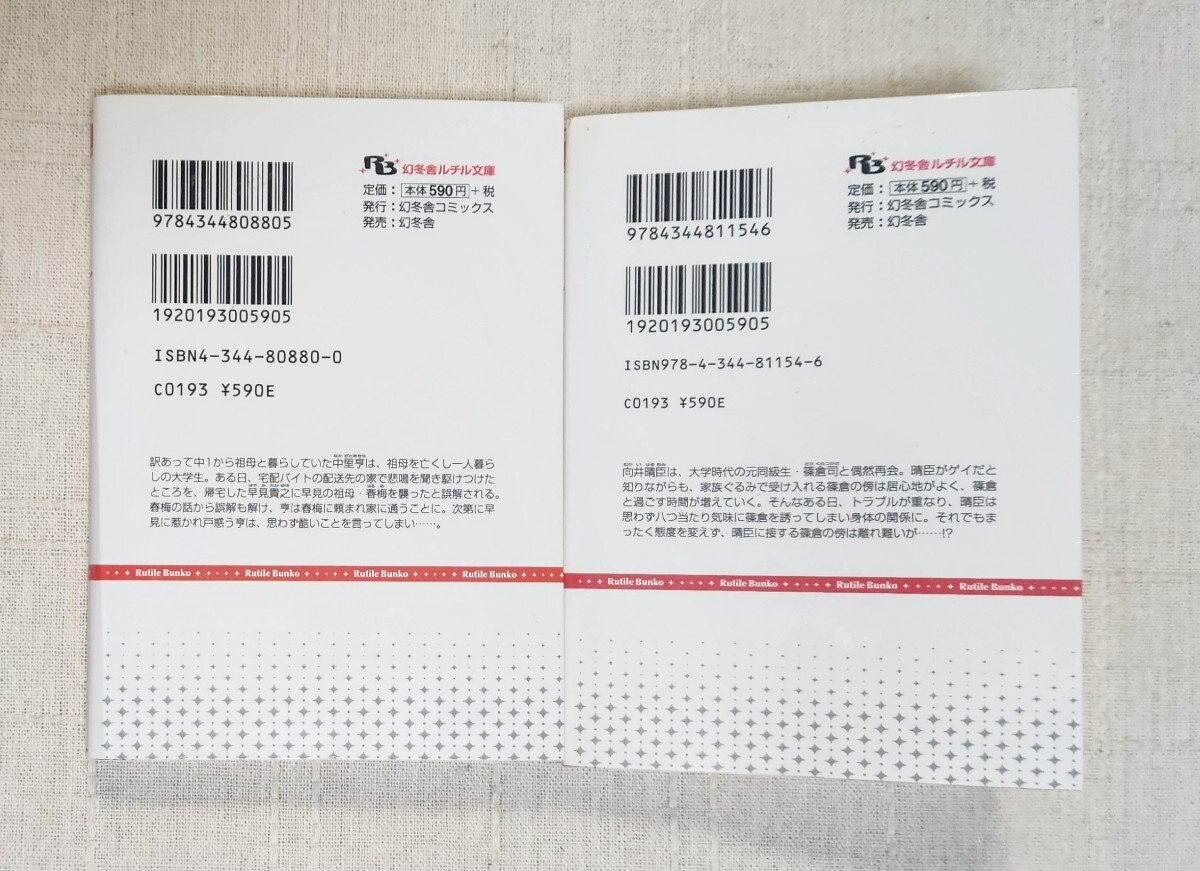 RB 幻冬舎ルチル文庫
定価：本体590円+税
発行：幻冬舎コミックス
発売：幻冬舎
9784344808805
1920193005905
ISBN4-344-80880-0
C0193 ¥590E
訳あって中1から祖母と暮らしていた中里亨は、祖母を亡くし一人暮ら
しの大学生。ある日、宅配バイトの配送先の家で悲鳴を聞き駆けつけた
ところを、帰宅した早見貴之に早見の祖母・春梅を襲ったと誤解される。
春梅の話から誤解も解け、亨は春梅に頼まれ家に通うことに。次第に早
見に惹かれ戸惑う亨は、思わず酷いことを言ってしまい……。
Rutile Bunko Rutile Bunko Rutile Bunko Rutile Bunko
RB 幻冬舎ルチル文庫
定価：本体590円+税
発行：幻冬舎コミックス
発売：幻冬舎
9784344811546
1920193005905
ISBN978-4-344-81154-6
C0193 ¥590E
向井晴臣は、大学時代の元同級生・篠倉司と偶然再会。晴臣がゲイだと
知りながらも、家族ぐるみで受け入れる篠倉の傍は居心地がよく、篠倉
と過ごす時間が増えていく。そんなある日、トラブルが重なり、晴臣は
思わず八つ当たり気味に篠倉を誘ってしまい身体の関係に。それでもま
ったく態度を変えず、晴臣に接する篠倉の傍は離れ難いが……!?
Rutile Bunko Rutile Bunko Rutile Bunko Rutile Bunko